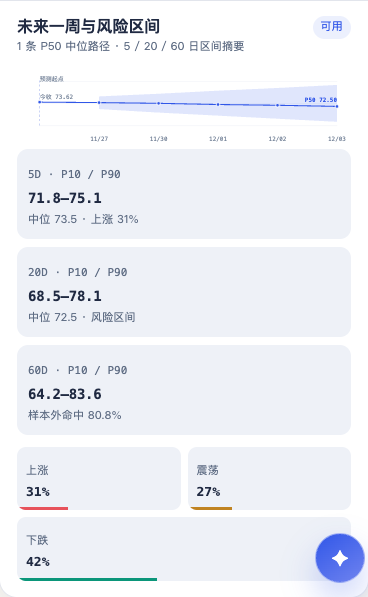 未来一周与风险区间
可用
1 条 P50 中位路径 · 5 / 20 / 60 日区间摘要
预测起点
今收 73.62
P50 72.50
11/27 11/30 12/01 12/02 12/03
5D · P10 / P90
71.8—75.1
中位 73.5 · 上涨 31%
20D · P10 / P90
68.5—78.1
中位 72.5 · 风险区间
60D · P10 / P90
64.2—83.6
样本外命中 80.8%
上涨
31%
震荡
27%
下跌
42%